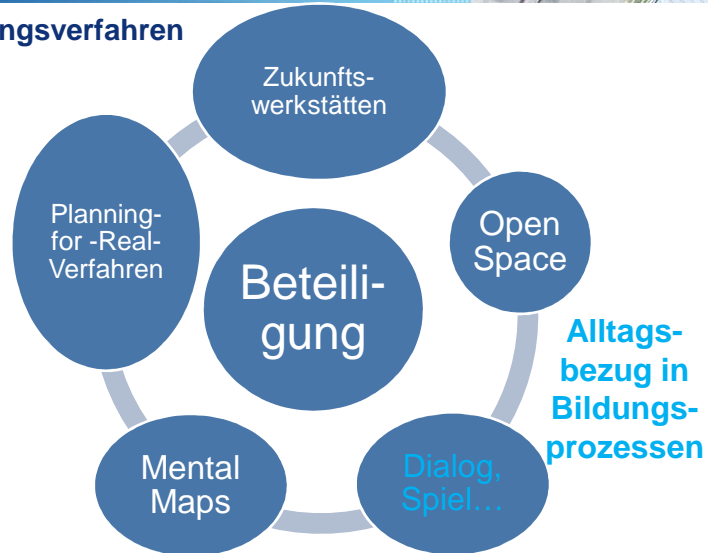 ngsverfahren
Zukunfts-
werkstätten
Open
Space
Planning-
for -Real-
Verfahren
Beteili-
gung
Alltags-
bezug in
Bildungs-
prozessen
Dialog,
Spiel…
Mental
Maps